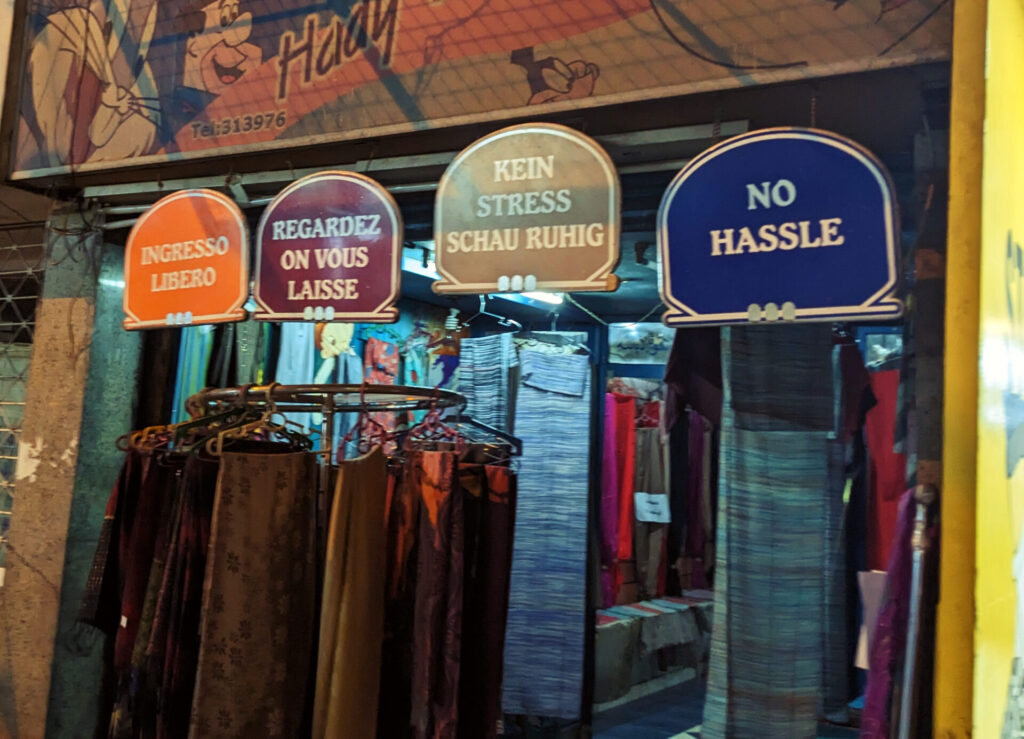 Hady
Tel:313976
INGRESSO
LIBERO
REGARDEZ
ON VOUS
LAISSE
KEIN
STRESS
SCHAU RUHIG
NO
HASSLE